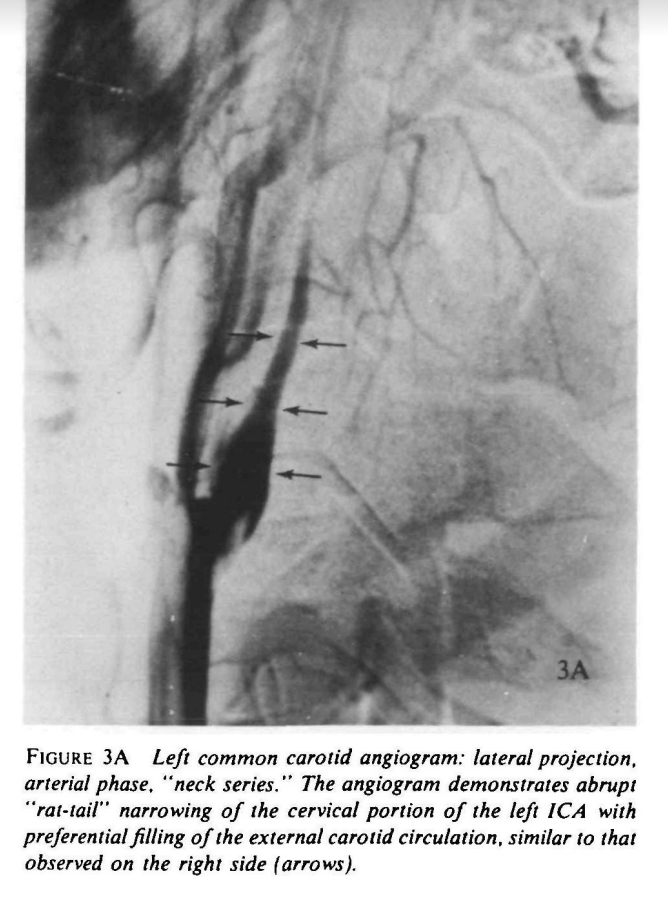 3A
FIGURE 3A Left common carotid angiogram: lateral projection,
arterial phase, "neck series." The angiogram demonstrates abrupt
"rat-tail" narrowing of the cervical portion of the left ICA with
preferential filling of the external carotid circulation, similar to that
observed on the right side (arrows).